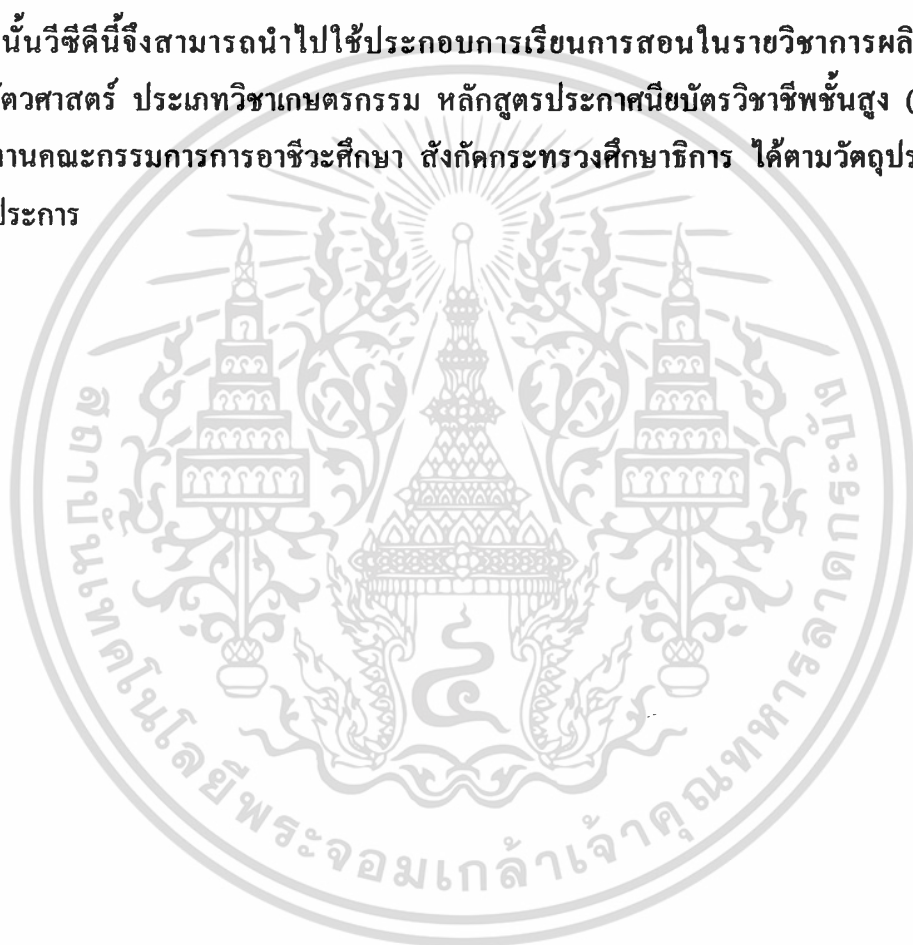 นั้นวีซีดีนี้จึงสามารถนำไปใช้ประกอบการเรียนการสอนในรายวิชาการผลิ
ตวศาสตร์ ประเภทวิชาเกษตรกรรม หลักสูตรประกาศนียบัตรวิชาชีพชั้นสูง (
านคณะกรรมการการอาชีวะศึกษา สังกัดกระทรวงศึกษาธิการ ได้ตามวัตถุปร
ประการ
สถาบันเทคโนโลยีพระจอมเกล้าเจ้าคุณทหารลาดกระบัง
๔